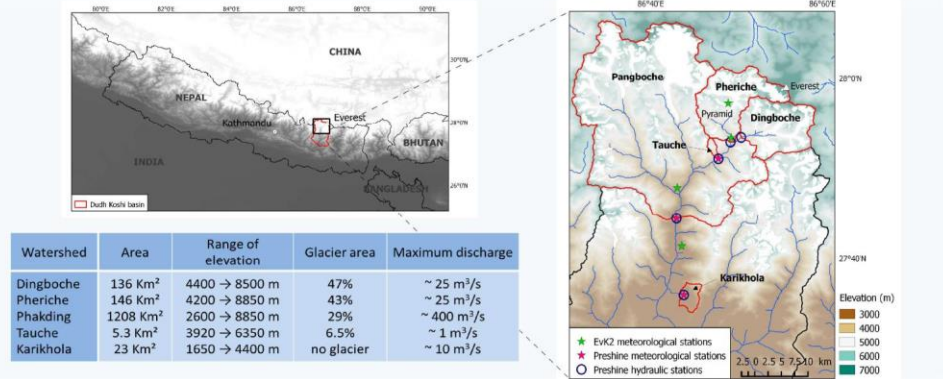 80°0'E
86°40'E
86°60'E
CHINA
30°0'N
NEPAL
Kathmandu
Everest
28°0'N
BHUTAN
INDIA
BANGLADESH
26°0'N
Dudh Koshi basin
Pangboche
Pheriche
Everest
28°0'N
Pyramid
Dingboche
Tauche
27°40'N
Karikhola
Watershed Area Range of elevation Glacier area Maximum discharge
Dingboche 136 Km² 4400 → 8500 m 47% ~ 25 m³/s
Pheriche 146 Km² 4200 → 8850 m 43% ~ 25 m³/s
Phakding 1208 Km² 2600 → 8850 m 29% ~ 400 m³/s
Tauche 5.3 Km² 3920 → 6350 m 6.5% ~ 1 m³/s
Karikhola 23 Km² 1650 → 4400 m no glacier ~ 10 m³/s
Elevation (m)
3000
4000
5000
6000
7000
EvK2 meteorological stations
Preshine meteorological stations
Preshine hydraulic stations
2.5 0 2.5 5 7.5 10 km